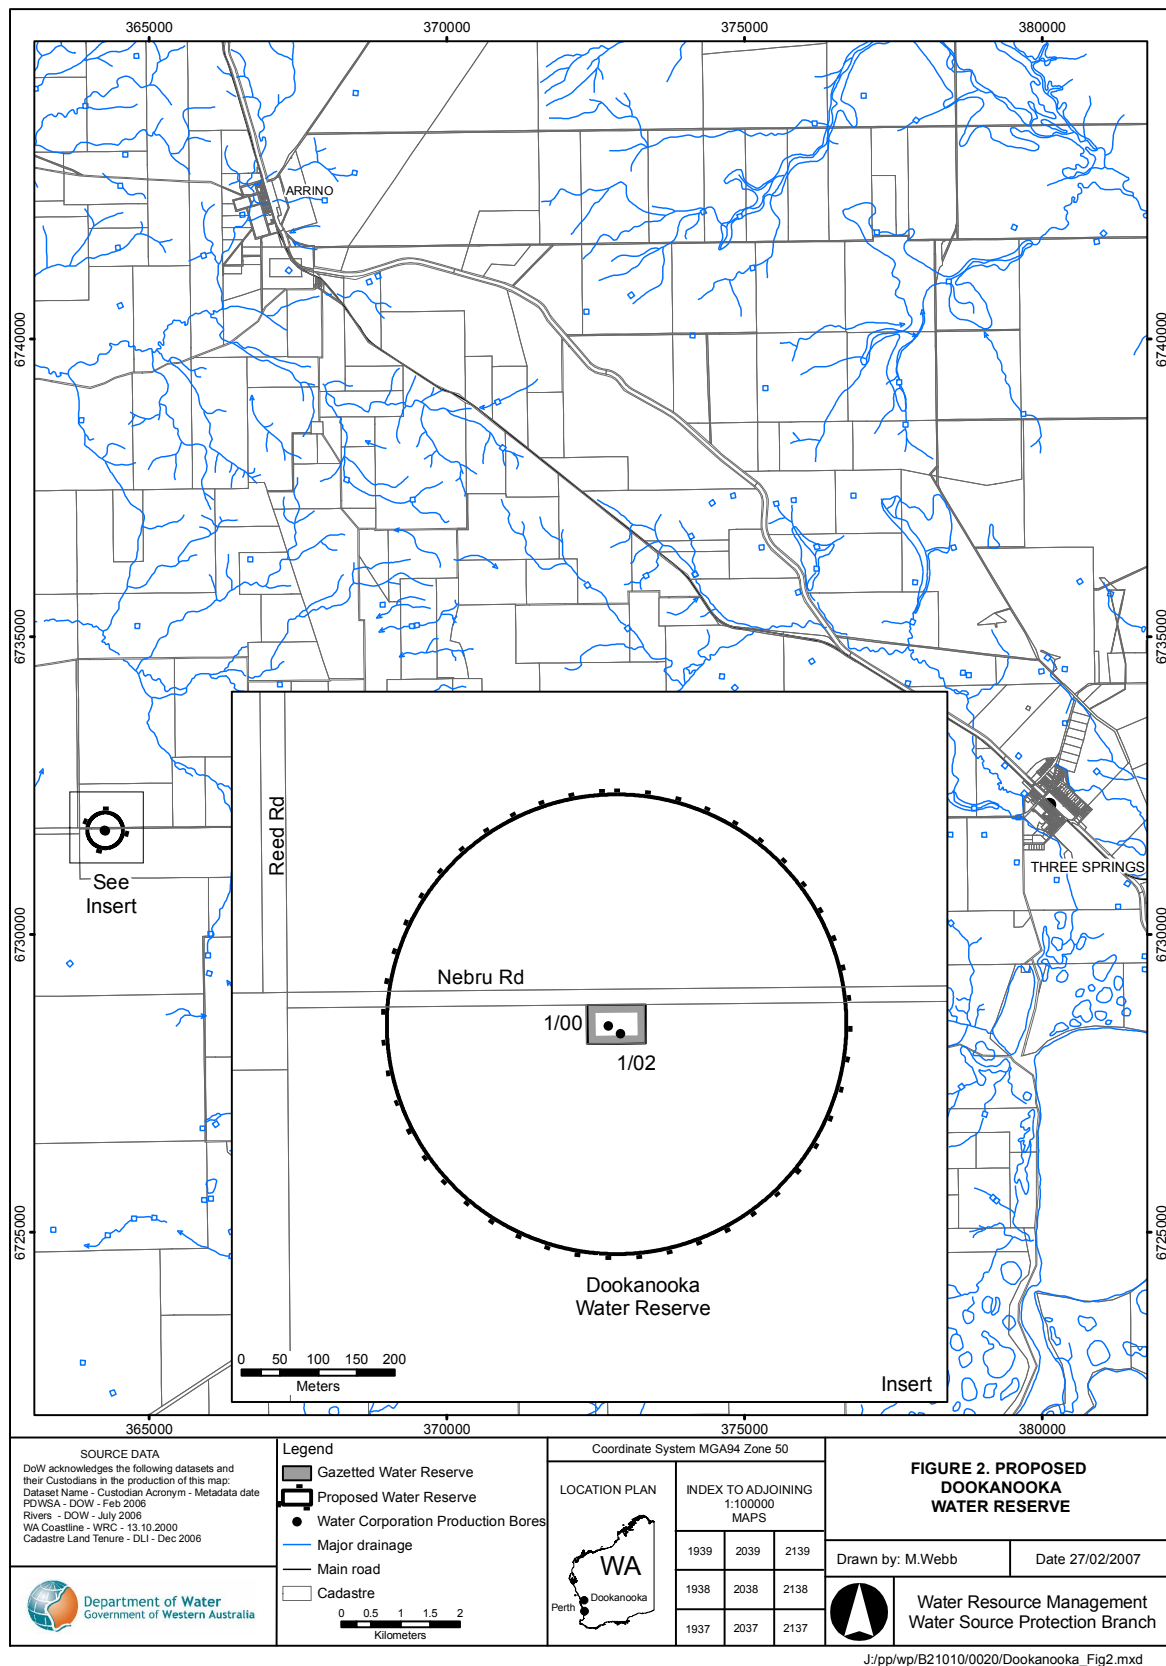 365000
370000
375000
380000
ARRINO
6740000
6740000
6735000
6735000
THREE SPRINGS
See
Insert
6730000
6730000
Reed Rd
Nebru Rd
1/00
1/02
Dookanooka
Water Reserve
6725000
6725000
0 50 100 150 200
Meters
Insert
365000
370000
375000
380000
SOURCE DATA
DoW acknowledges the following datasets and
their Custodians in the production of this map:
Dataset Name - Custodian Acronym - Metadata date
PDWSA - DOW - Feb 2006
Rivers - DOW - July 2006
WA Coastline - WRC - 13.10.2000
Cadastre Land Tenure - DLI - Dec 2006
Department of Water
Government of Western Australia
Legend
Gazetted Water Reserve
Proposed Water Reserve
Water Corporation Production Bores
Major drainage
Main road
Cadastre
0 0.5 1 1.5 2
Kilometers
Coordinate System MGA94 Zone 50
LOCATION PLAN
WA
Dookanooka
Perth
INDEX TO ADJOINING
1:100000
MAPS
1939 2039 2139
1938 2038 2138
1937 2037 2137
FIGURE 2. PROPOSED
DOOKANOOKA
WATER RESERVE
Drawn by: M.Webb
Date 27/02/2007
Water Resource Management
Water Source Protection Branch
J:/pp/wp/B21010/0020/Dookanooka_Fig2.mxd